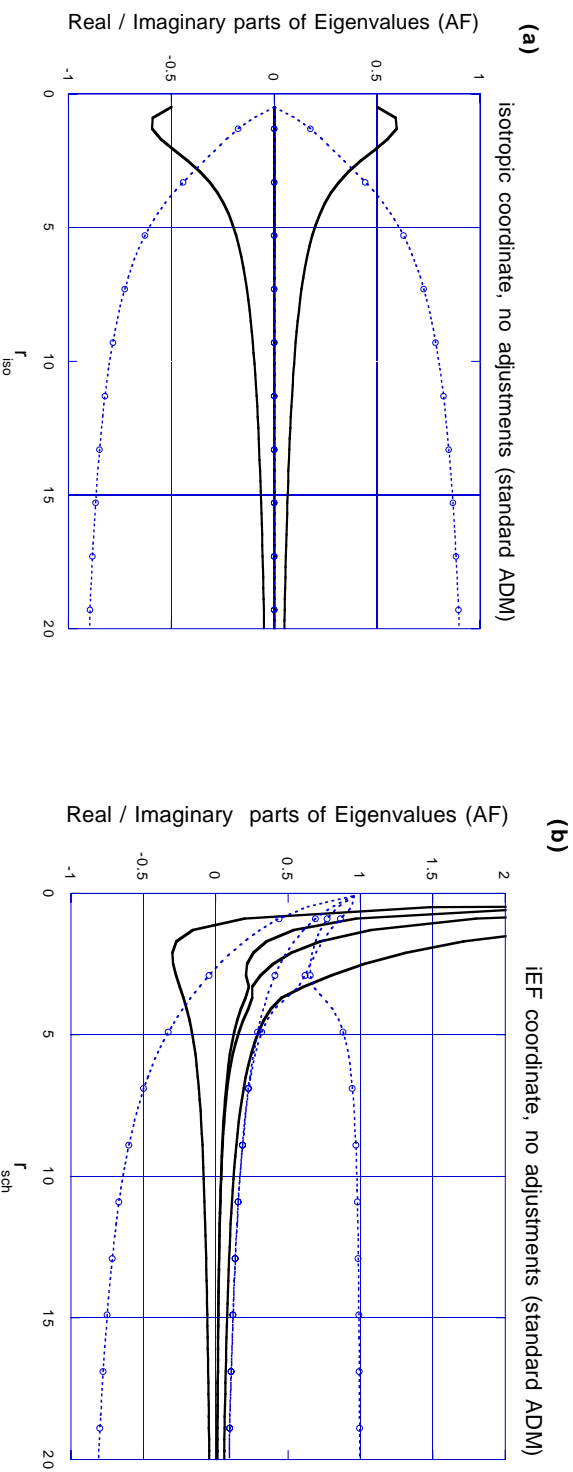 (a)
isotropic coordinate, no adjustments (standard ADM)
Real / Imaginary parts of Eigenvalues (AF)
1
0.5
0
-0.5
-1
0
5
10
15
20
r iso
(b)
iEF coordinate, no adjustments (standard ADM)
Real / Imaginary parts of Eigenvalues (AF)
2
1.5
1
0.5
0
-0.5
-1
0
5
10
15
20
r sch